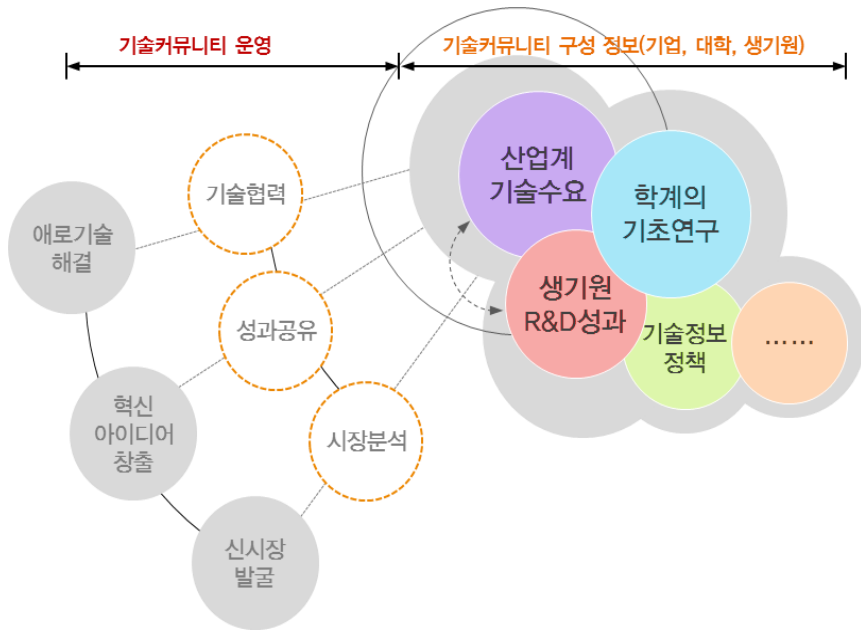 기술커뮤니티 운영
기술커뮤니티 구성 정보(기업, 대학, 생기원)
산업계
기술수요
학계의
기초연구
기술협력
애로기술
해결
생기원
R&D성과
성과공유
기술정보
정책
……
혁신
아이디어
창출
시장분석
신시장
발굴